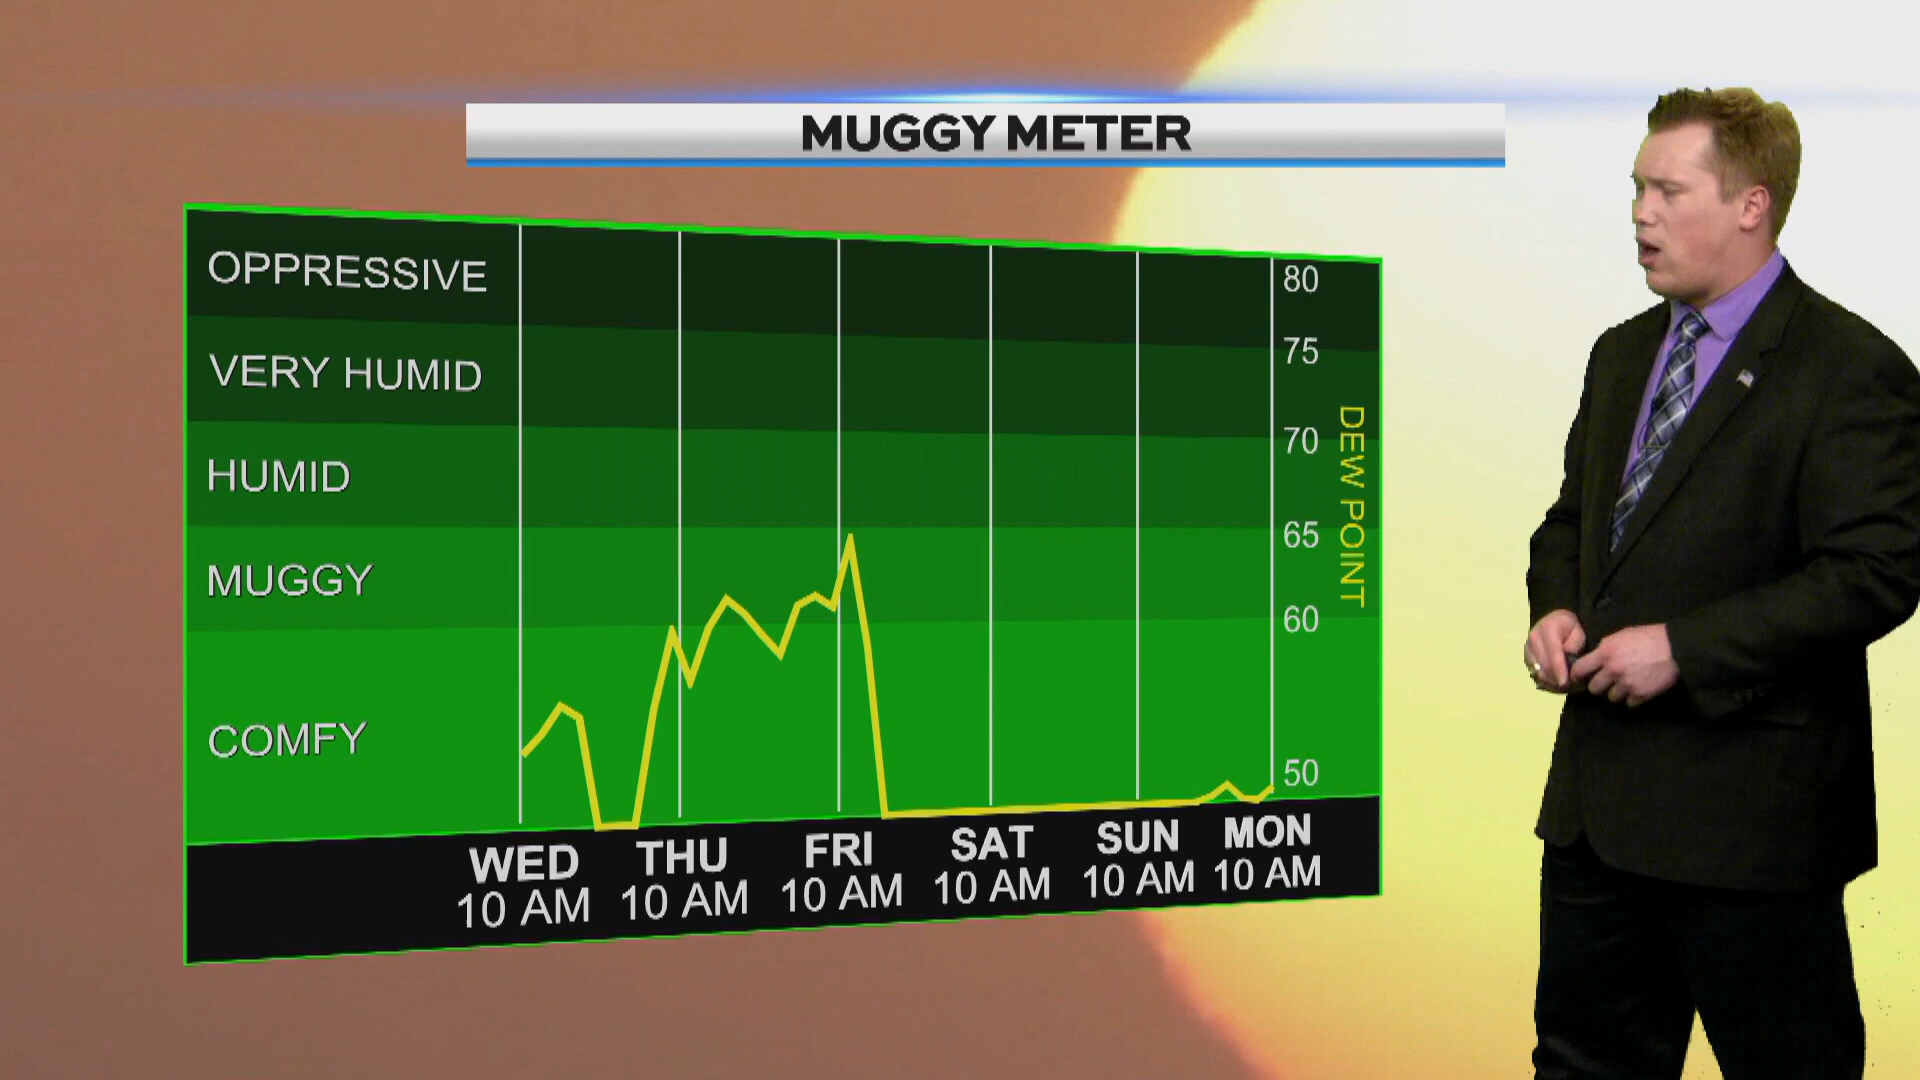 MUGGY METER
OPPRESSIVE
VERY HUMID
HUMID
MUGGY
COMFY
80
75
70
65
60
50
DEW POINT
WED THU FRI SAT SUN MON
10 AM 10 AM 10 AM 10 AM 10 AM 10 AM